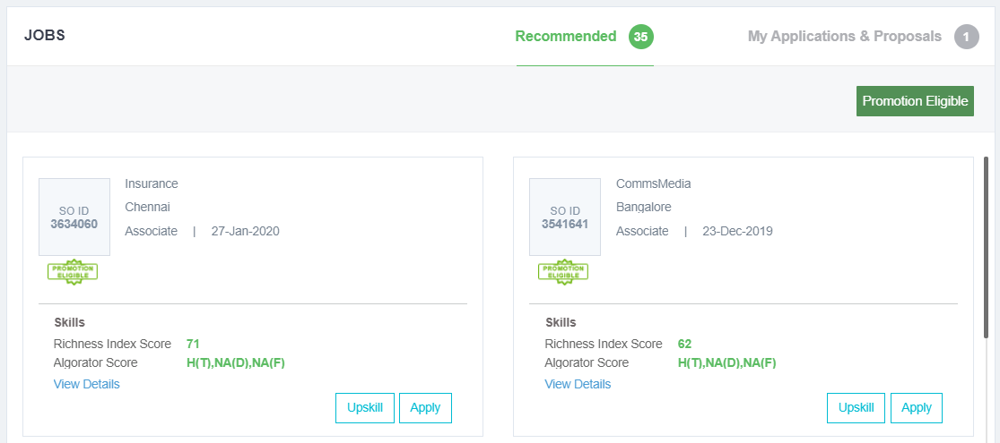 JOBS
Recommended 35
My Applications & Proposals 1
Promotion Eligible
SO ID
3634060
Insurance
Chennai
Associate | 27-Jan-2020
PROMOTION
ELIGIBLE
Skills
Richness Index Score 71
Algorator Score H(T),NA(D),NA(F)
View Details
Upskill
Apply
SO ID
3541641
CommsMedia
Bangalore
Associate | 23-Dec-2019
PROMOTION
ELIGIBLE
Skills
Richness Index Score 62
Algorator Score H(T),NA(D),NA(F)
View Details
Upskill
Apply